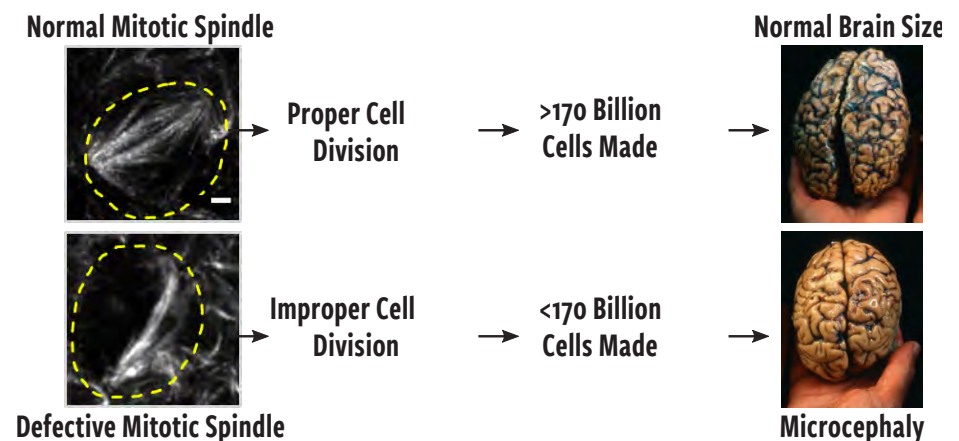 Normal Mitotic Spindle
Normal Brain Size
Proper Cell
Division
>170 Billion
Cells Made
Improper Cell
Division
<170 Billion
Cells Made
Defective Mitotic Spindle
Microcephaly